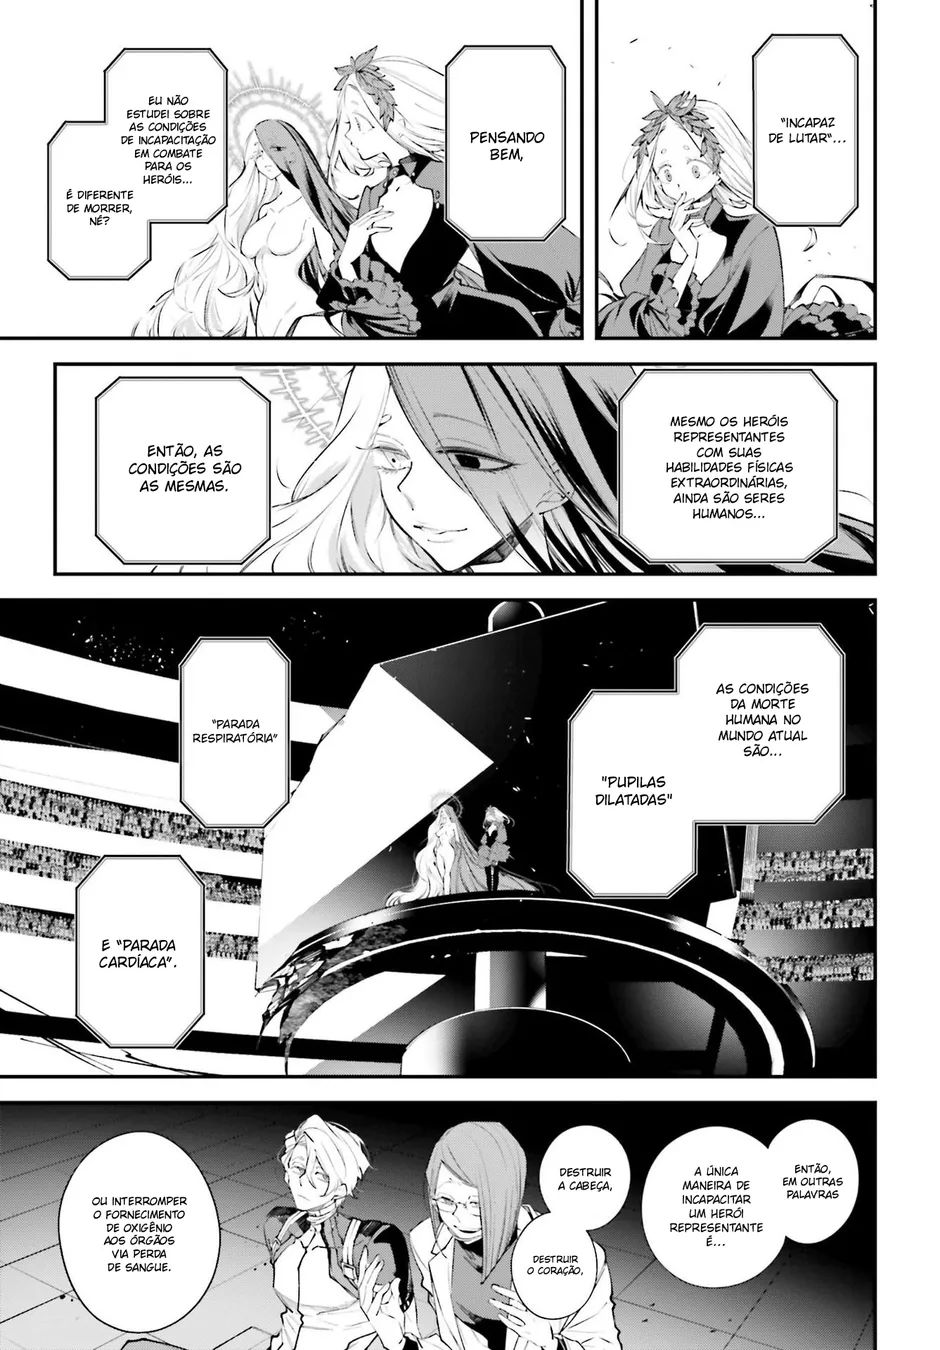 "INCAPAZ
DE LUTAR"...
PENSANDO
BEM,
EU NÃO
ESTUDEI SOBRE
AS CONDIÇÕES
DE INCAPACITAÇÃO
EM COMBATE
PARA OS
HERÓIS...
É DIFERENTE
DE MORRER,
NÉ?
MESMO OS HERÓIS
REPRESENTANTES
COM SUAS
HABILIDADES FÍSICAS
EXTRAORDINÁRIAS,
AINDA SÃO SERES
HUMANOS...
ENTÃO, AS
CONDIÇÕES SÃO
AS MESMAS.
AS CONDIÇÕES
DA MORTE
HUMANA NO
MUNDO ATUAL
SÃO...
"PUPILAS
DILATADAS"
"PARADA
RESPIRATÓRIA"
E "PARADA
CARDÍACA".
ENTÃO,
EM OUTRAS
PALAVRAS
A ÚNICA
MANEIRA DE
INCAPACITAR
UM HERÓI
REPRESENTANTE
É...
DESTRUIR
A CABEÇA,
DESTRUIR
O CORAÇÃO,
OU INTERROMPER
O FORNECIMENTO
DE OXIGÊNIO
AOS ÓRGÃOS
VIA PERDA
DE SANGUE.